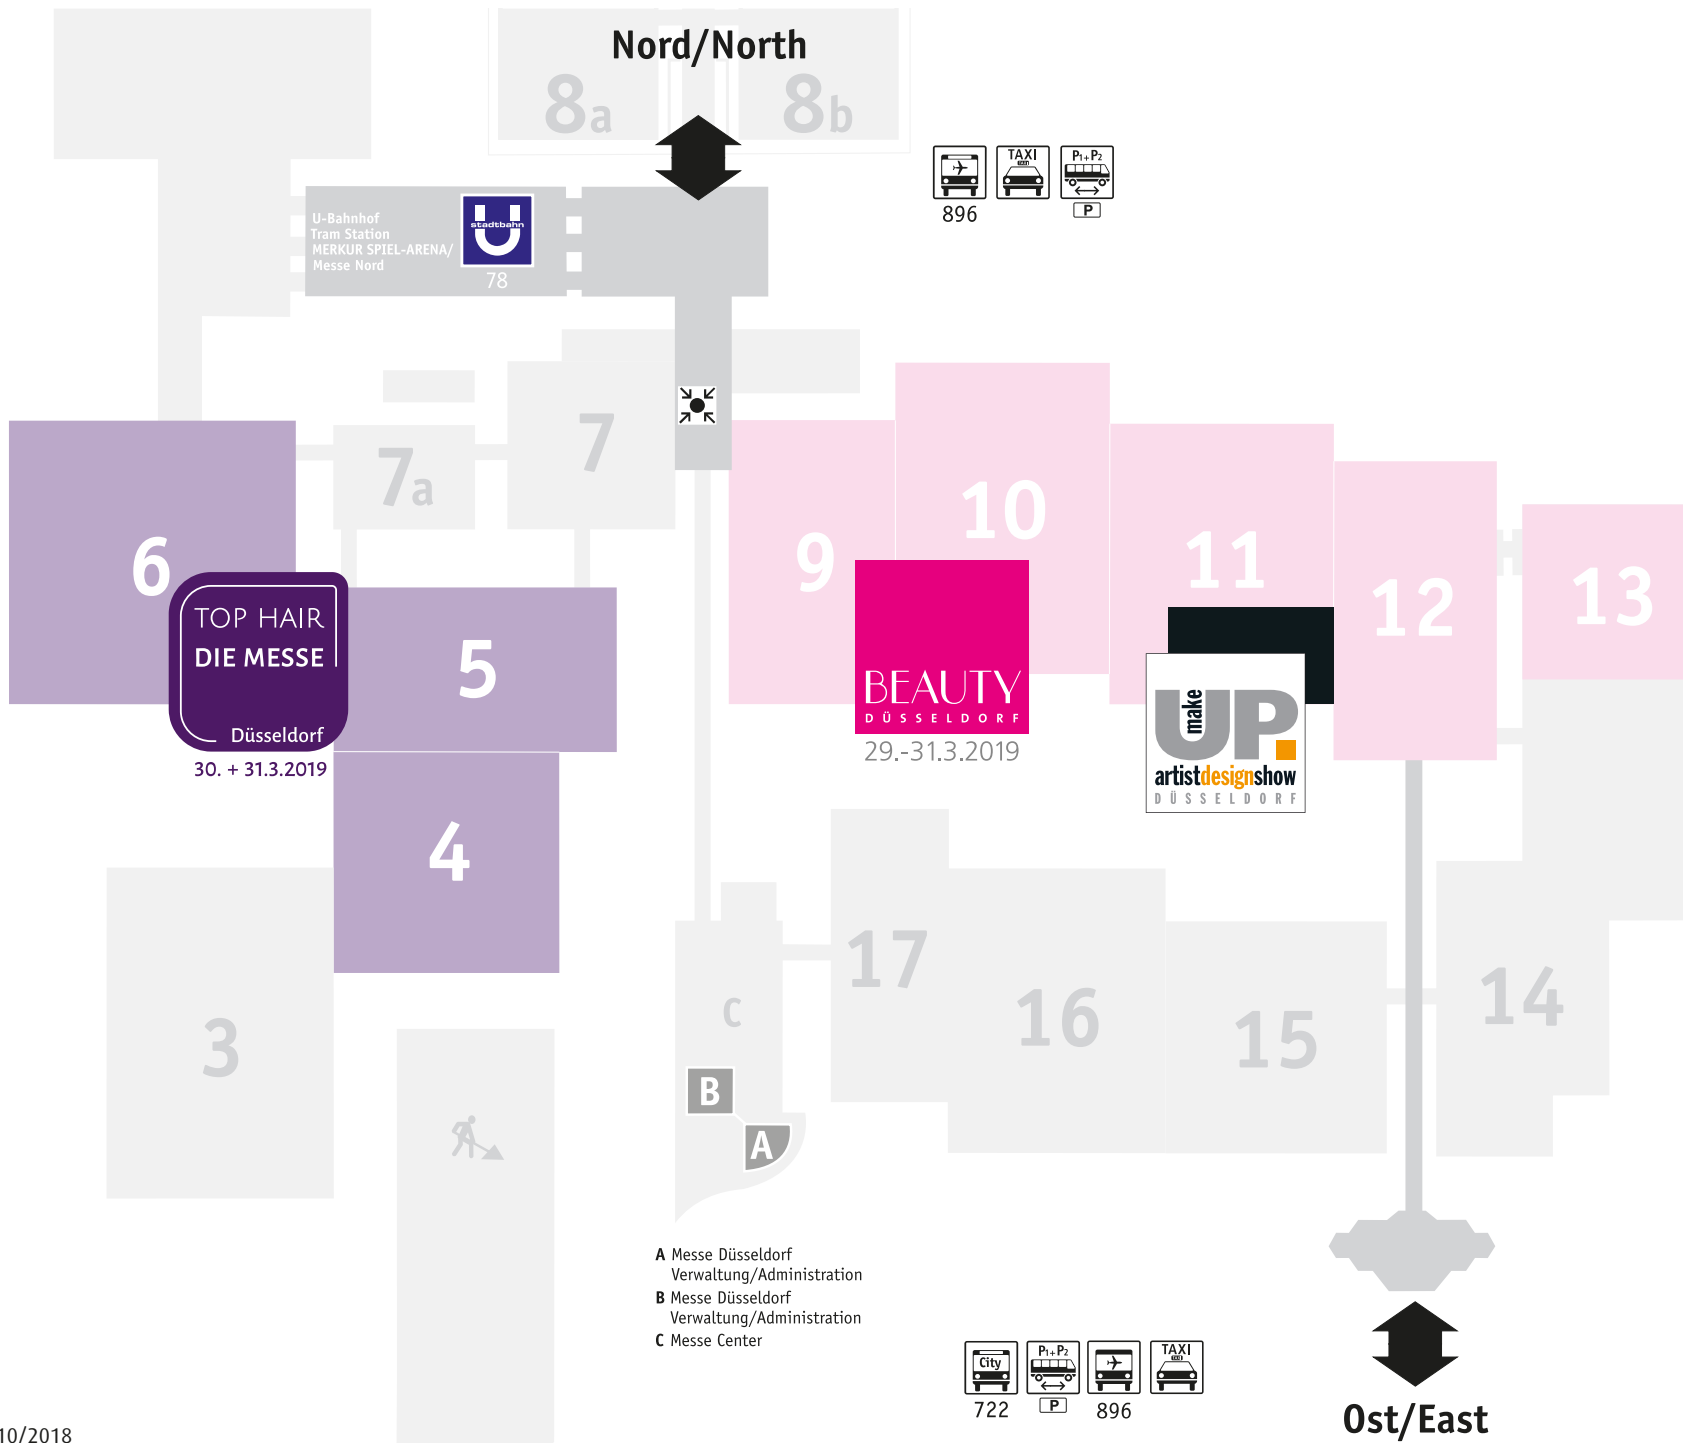 Nord/North
8a
8b
TAXI
TAXI
P1+P2
896
P
U-Bahnhof
Tram Station
MERKUR SPIEL-ARENA/
Messe Nord
stadtbahn
78
7
7a
6
TOP HAIR
DIE MESSE
Düsseldorf
30. + 31.3.2019
5
4
3
9
10
11
12
13
BEAUTY
DÜSSELDORF
29.-31.3.2019
make
UP.
artistdesignshow
DÜSSELDORF
17
16
15
14
C
B
A
A Messe Düsseldorf
Verwaltung/Administration
B Messe Düsseldorf
Verwaltung/Administration
C Messe Center
City
722
P1+P2
P
896
TAXI
TAXI
Ost/East
10/2018